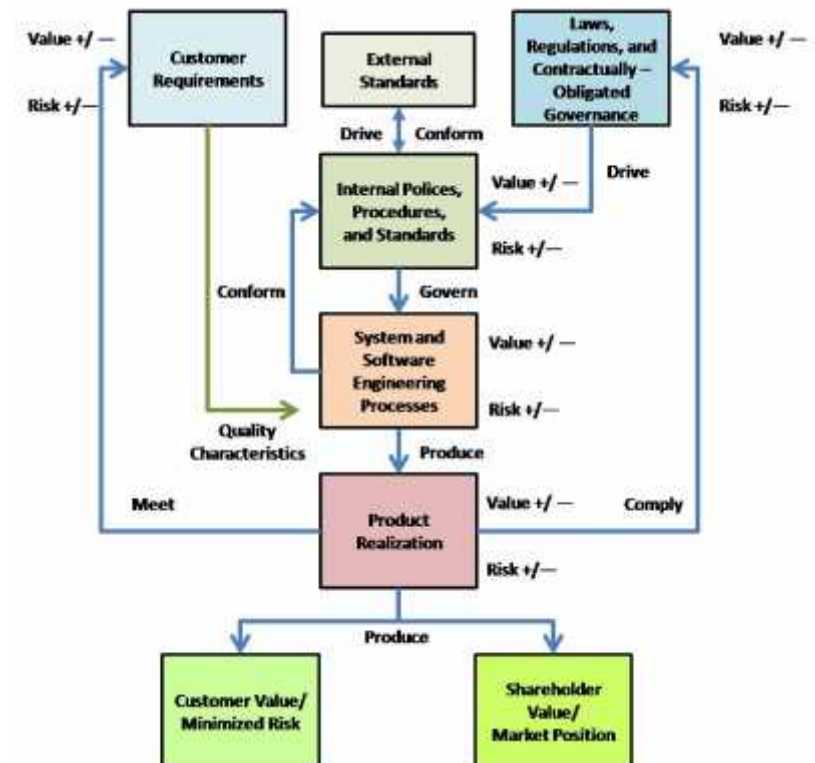 Value +/ —
Risk +/—
Customer
Requirements
External
Standards
Laws,
Regulations, and
Contractually –
Obligated
Governance
Value +/ —
Risk +/—
Drive
Conform
Drive
Internal Polices,
Procedures,
and Standards
Value +/ —
Risk +/—
Conform
Govern
System and
Software
Engineering
Processes
Value +/ —
Risk +/—
Quality
Characteristics
Produce
Meet
Product
Realization
Value +/ —
Risk +/—
Comply
Produce
Customer Value/
Minimized Risk
Shareholder
Value/
Market Position